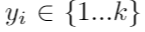 y_i ∈ {1...k}